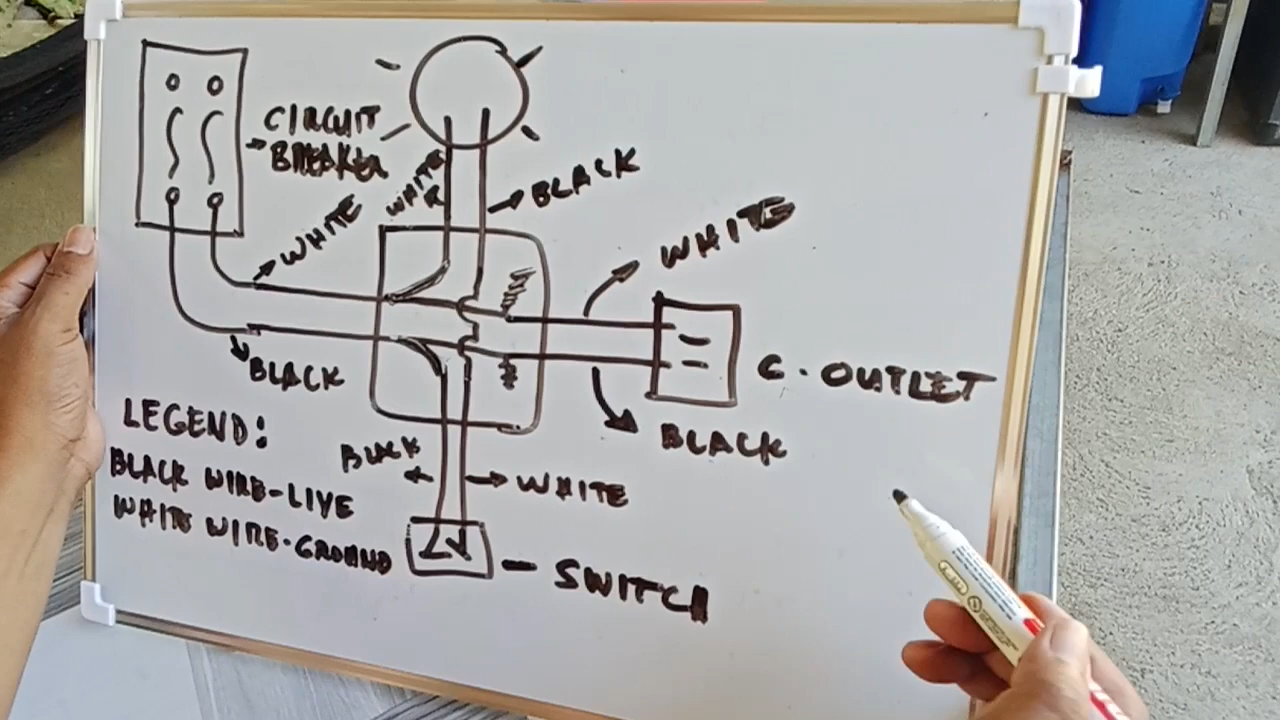 CIRCUIT
BREAKER
WHITE
WHITE
BLACK
WHITE
BLACK
C. OUTLET
BLACK
LEGEND:
BLACK WIRE-LIVE
WHITE WIRE-GROUND
BLACK
WHITE
SWITCH